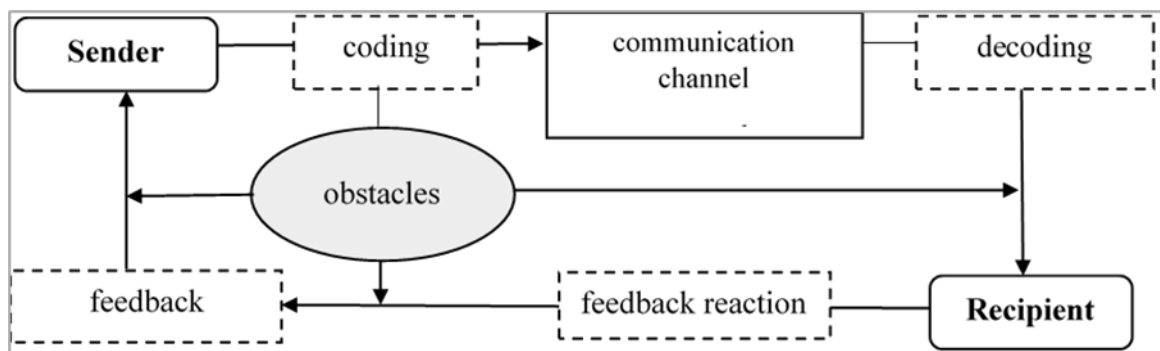 Sender
coding
communication
channel
decoding
obstacles
feedback
feedback reaction
Recipient